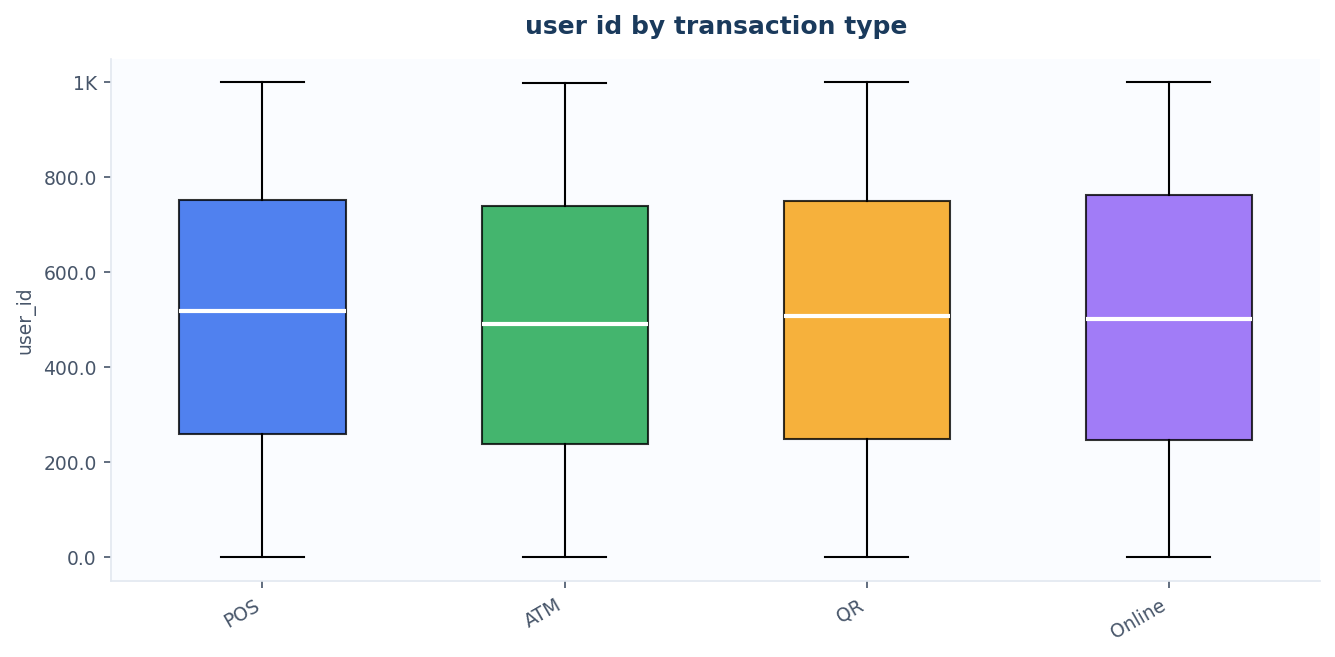 user id by transaction type
1K
800.0
600.0
400.0
200.0
0.0
user_id
POS
ATM
QR
Online